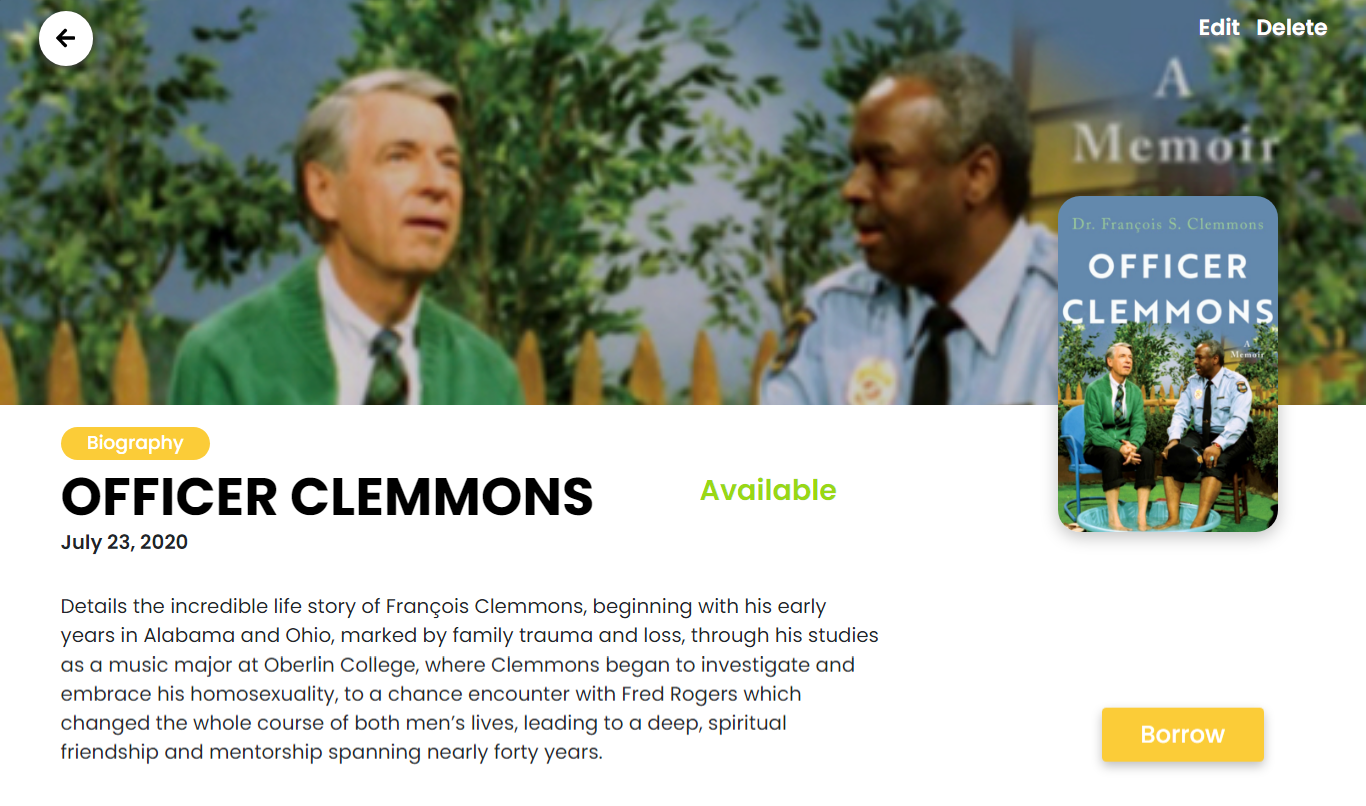 Edit Delete
A
Memoir
Dr. François S. Clemmons
OFFICER
CLEMMONS
A
Memoir
Biography
OFFICER CLEMMONS
Available
July 23, 2020
Details the incredible life story of François Clemmons, beginning with his early
years in Alabama and Ohio, marked by family trauma and loss, through his studies
as a music major at Oberlin College, where Clemmons began to investigate and
embrace his homosexuality, to a chance encounter with Fred Rogers which
changed the whole course of both men’s lives, leading to a deep, spiritual
friendship and mentorship spanning nearly forty years.
Borrow